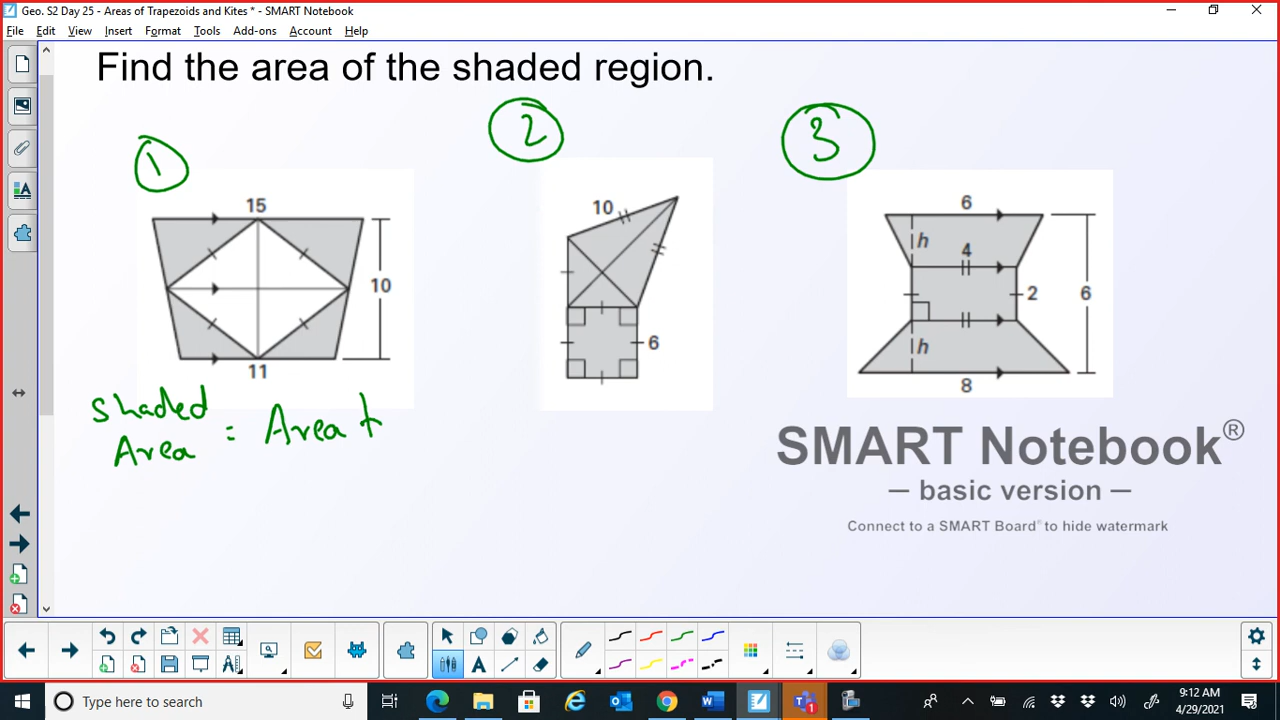 Geo. S2 Day 25 - Areas of Trapezoids and Kites * - SMART Notebook
File Edit View Insert Format Tools Add-ons Account Help
Find the area of the shaded region.
1
2
3
15
10
11
10
6
6
h
4
2
6
h
8
Shaded
Area = Area t
SMART Notebook®
— basic version —
Connect to a SMART Board® to hide watermark
Type here to search
9:12 AM
4/29/2021